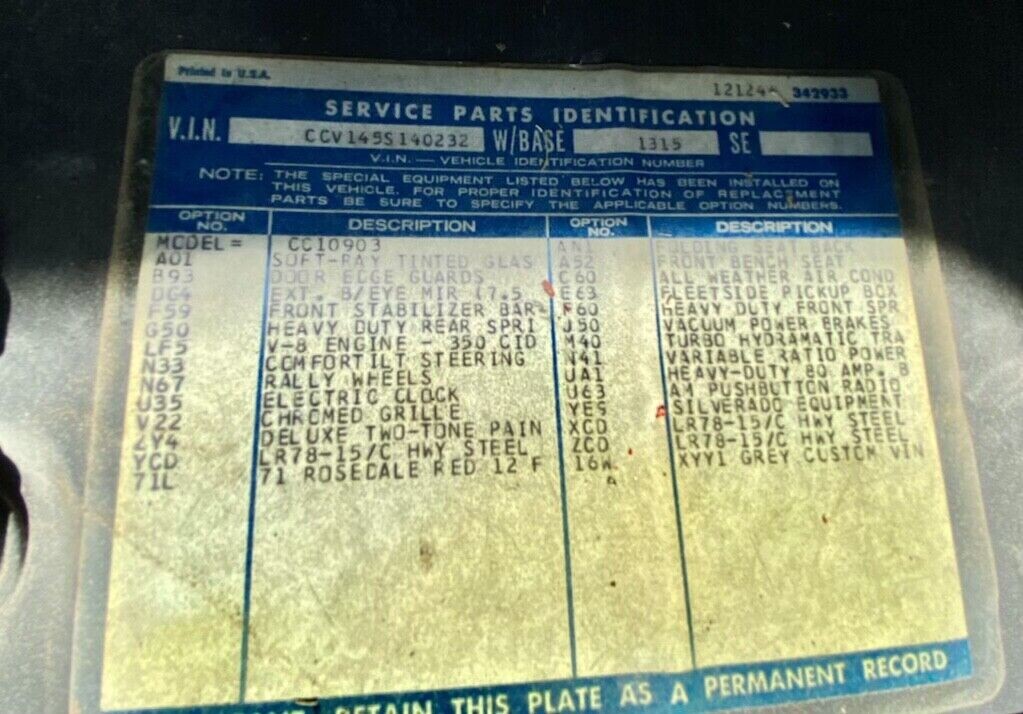 Printed in U.S.A.
12124* 342933
SERVICE PARTS IDENTIFICATION
V.I.N. CCV145S140232 W/BASE 1315 SE
V.I.N. — VEHICLE IDENTIFICATION NUMBER
NOTE: THE SPECIAL EQUIPMENT LISTED BELOW HAS BEEN INSTALLED ON
THIS VEHICLE. FOR PROPER IDENTIFICATION OF REPLACEMENT
PARTS BE SURE TO SPECIFY THE APPLICABLE OPTION NUMBERS.
OPTION NO. DESCRIPTION OPTION NO. DESCRIPTION
MCDEL= CC10903 AN1 FOLDING SEAT BACK
A01 SOFT-RAY TINTED GLAS A52 FRONT BENCH SEAT
B93 DOOR EDGE GUARDS C60 ALL WEATHER AIR COND
DG4 EXT. B/EYE MIR 17.5 E63 FLEETSIDE PICKUP BOX
F59 FRONT STABILIZER BAR F60 HEAVY DUTY FRONT SPR
G50 HEAVY DUTY REAR SPRI J50 VACUUM POWER BRAKES
LF5 V-8 ENGINE - 350 CID M40 TURBO HYDRAMATIC TRA
N33 COMFORTILT STEERING N41 VARIABLE RATIO POWER
N67 RALLY WHEELS UA1 HEAVY-DUTY 80 AMP. B
U35 ELECTRIC CLOCK U63 AM PUSHBUTTON RADIO
V22 CHROMED GRILLE YE9 SILVERADO EQUIPMENT
ZY4 DELUXE TWO-TONE PAIN XCD LR78-15/C HWY STEEL
YCD LR78-15/C HWY STEEL ZCD LR78-15/C HWY STEEL
71L 71 ROSEDALE RED 12 F 16W XYY1 GREY CUSTOM VIN
RETAIN THIS PLATE AS A PERMANENT RECORD